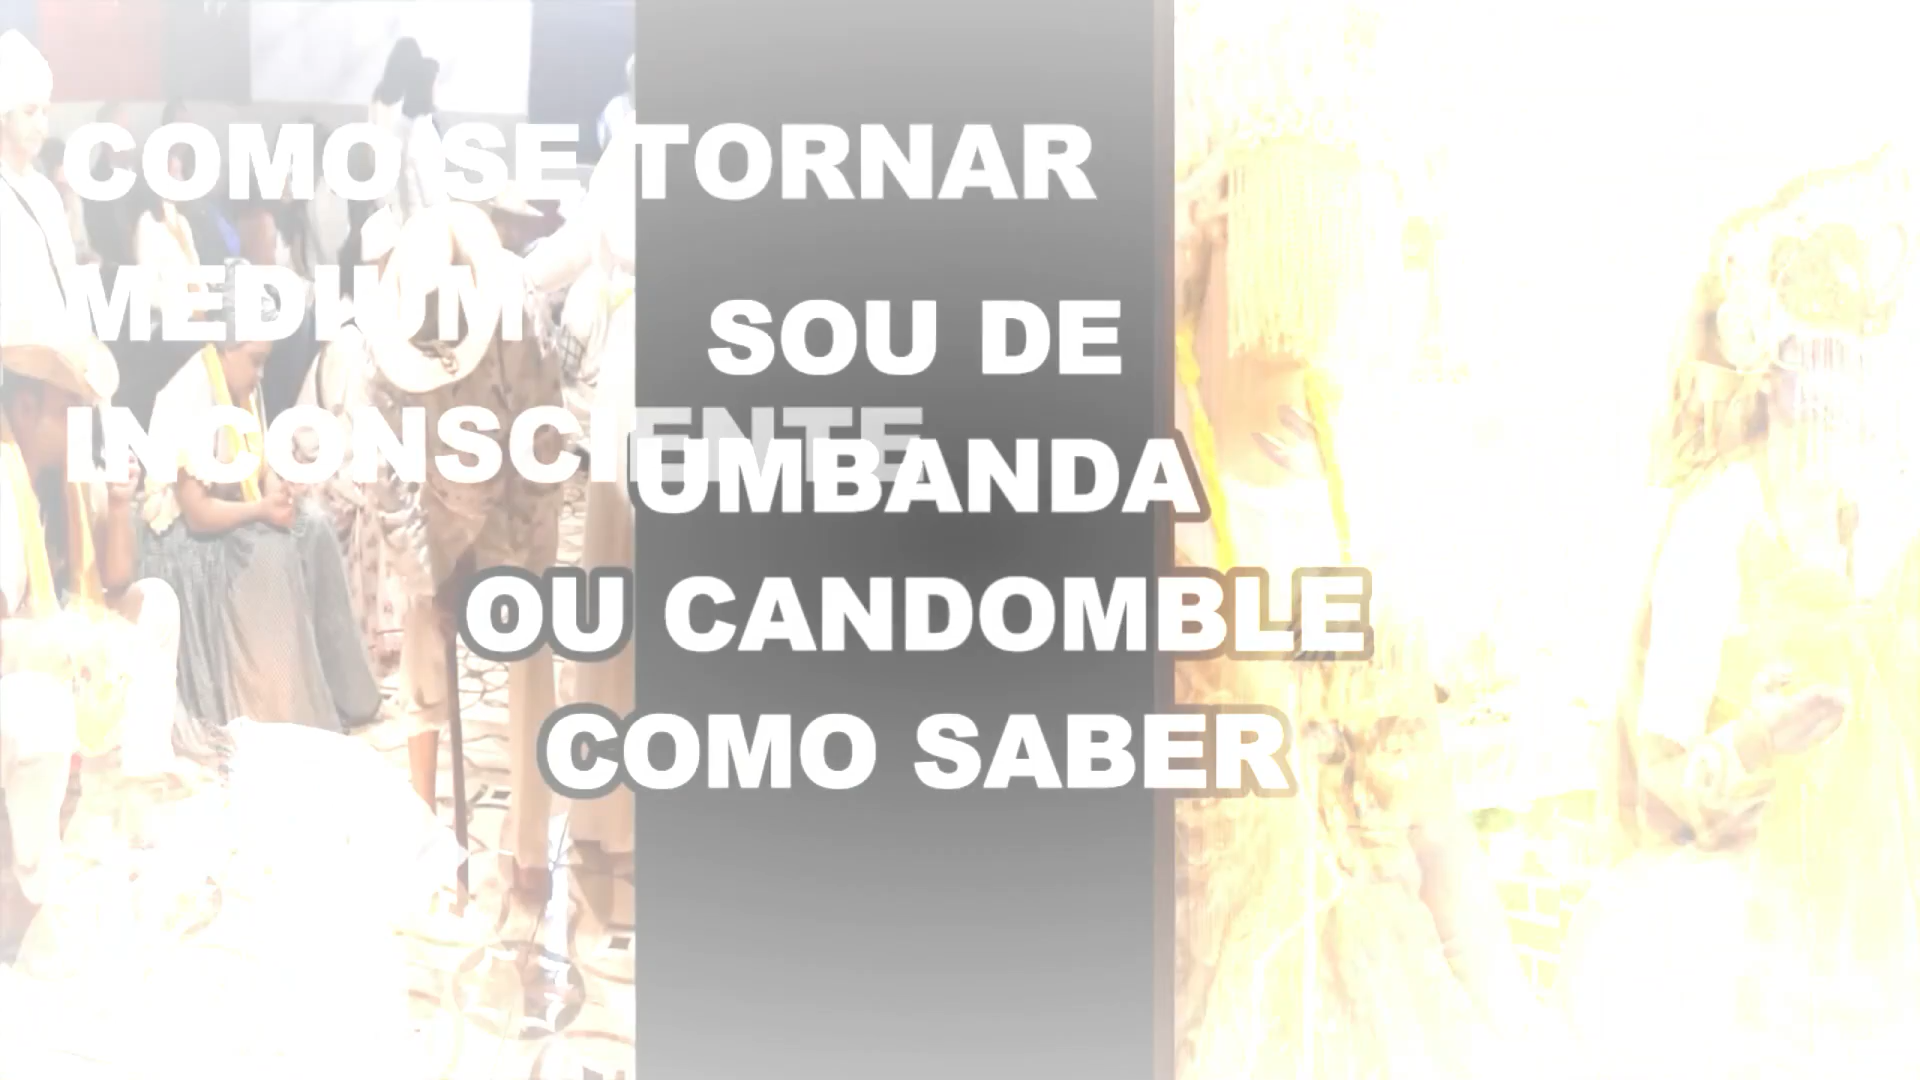 COMO SE TORNAR
MEDIUM
INCONSCIENTE
SOU DE
UMBANDA
OU CANDOMBLE
COMO SABER